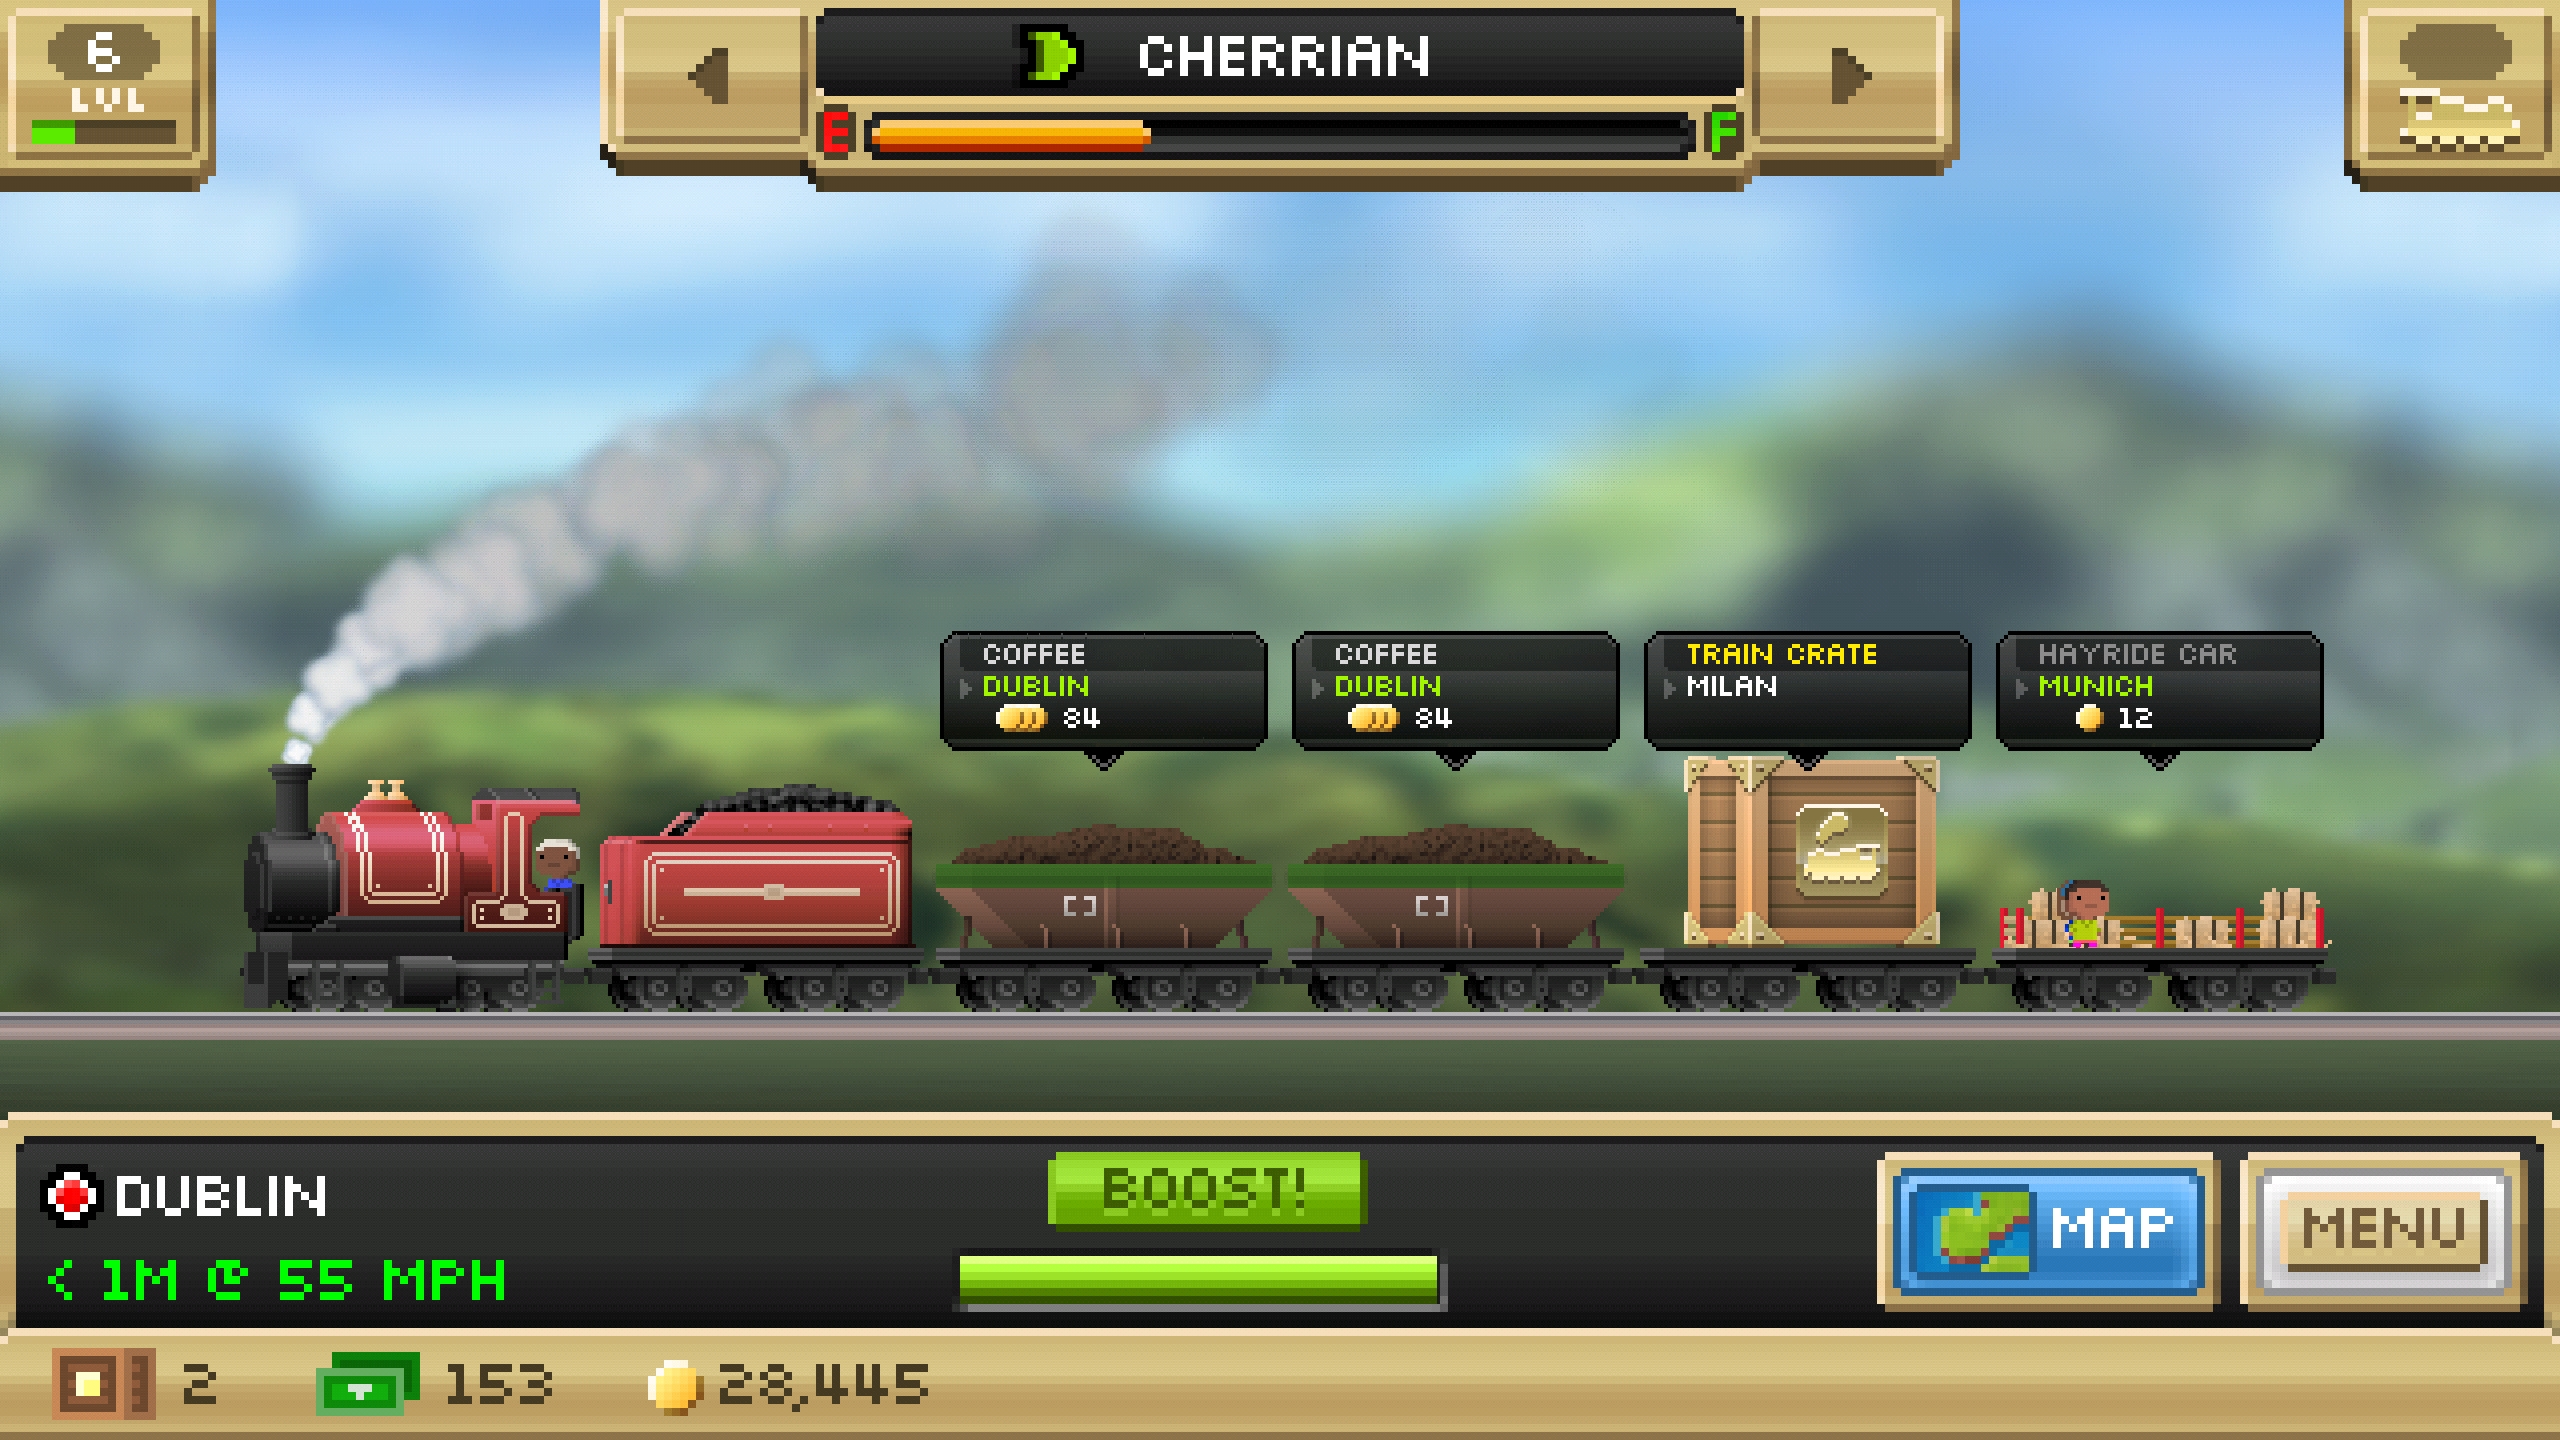 6
LVL
CHERRIAN
E F
COFFEE
DUBLIN
84
COFFEE
DUBLIN
84
TRAIN CRATE
MILAN
HAYRIDE CAR
MUNICH
12
DUBLIN
< 1M @ 55 MPH
BOOST!
MAP
MENU
2
153
28,445